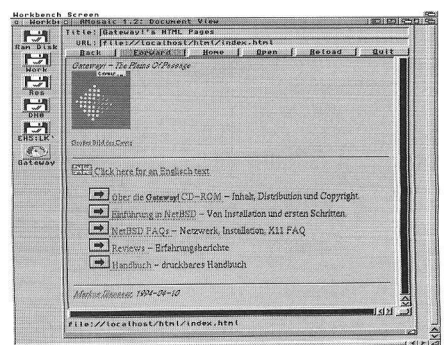 Workbench Screen
AMosaic 1.2: Document View
Title: Gateway!'s HTML Pages
URL: file://localhost/html/index.html
Back Forward Home Open Reload Quit
Ram Disk
Work
Res
DH0
Gateway
Gateway! – The Plains Of Passage
Großes Bild des Covers
Click here for an Englisch text.
Über die Gateway! CD-ROM – Inhalt, Distribution und Copyright.
Einführung in NetBSD – Von Installation und ersten Schritten.
NetBSD FAQs – Netzwerk, Installation, X11 FAQ
Reviews – Erfahrungsberichte
Handbuch – druckbares Handbuch
Markus 1994-04-10
file://localhost/html/index.html